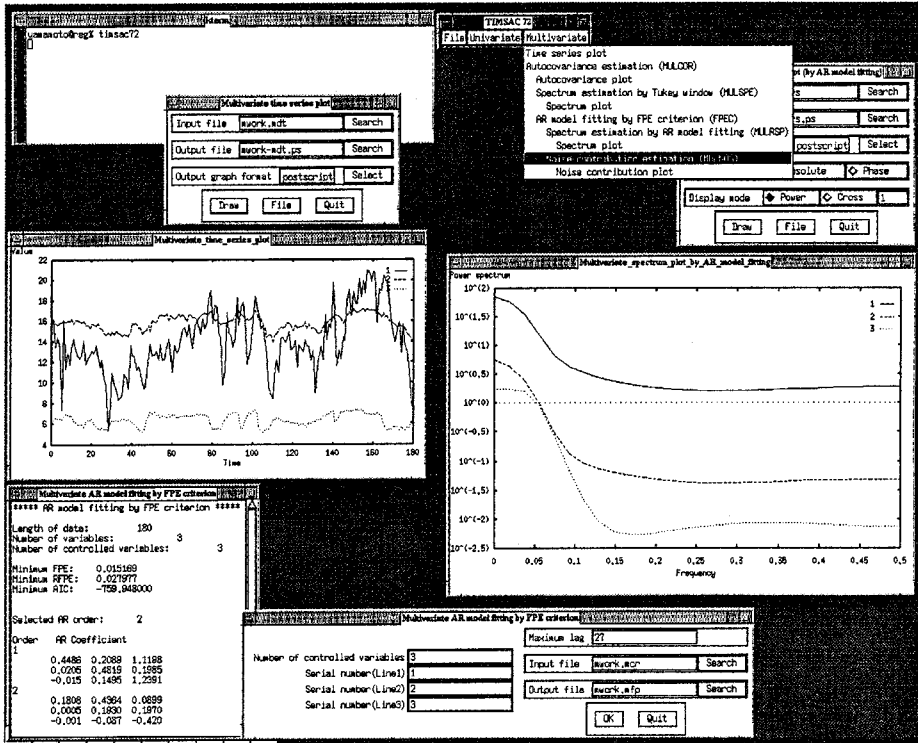 kterm
yamamoto@reg% timsac72
TIMSAC 72
File Univariate Multivariate
Time series plot
Autocovariance estimation (MULCOR)
Autocovariance plot
Spectrum estimation by Tukey window (MULSPE)
Spectrum plot
AR model fitting by FPE criterion (FPEC)
Spectrum estimation by AR model fitting (MULRSP)
Spectrum plot
Noise contribution estimation (MULNOS)
Noise contribution plot
Multivariate time series plot
Input file mwork.mdt Search
Output file mwork-mdt.ps Search
Output graph format postscript Select
Draw File Quit
plot (by AR model fitting)
Search
s.ps Search
postscript Select
solute Phase
Display mode Power Cross 1
Draw File Quit
Multivariate_time_series_plot
Value
22
20
18
16
14
12
10
8
6
4
1
2
3
0 20 40 60 80 100 120 140 160 180
Time
Multivariate_spectrum_plot_by_AR_model_fitting
Power spectrum
10^(2)
10^(1.5)
10^(1)
10^(0.5)
10^(0)
10^(-0.5)
10^(-1)
10^(-1.5)
10^(-2)
10^(-2.5)
1
2
3
0 0.05 0.1 0.15 0.2 0.25 0.3 0.35 0.4 0.45 0.5
Frequency
Multivariate AR model fitting by FPE criterion
***** AR model fitting by FPE criterion *****
Length of data: 180
Number of variables: 3
Number of controlled variables: 3
Minimum FPE: 0.015169
Minimum RFPE: 0.027977
Minimum AIC: -759.948000
Selected AR order: 2
Order AR Coefficient
1
0.4486 0.2089 1.1198
0.0205 0.4819 0.1985
-0.015 0.1495 1.2391
2
0.1808 0.4364 0.0899
0.0005 0.1830 0.1970
-0.001 -0.087 -0.420
Multivariate AR model fitting by FPE criterion
Maximum lag 27
Number of controlled variables 3
Serial number(Line1) 1
Serial number(Line2) 2
Serial number(Line3) 3
Input file mwork.mcr Search
Output file mwork.mfp Search
OK Quit